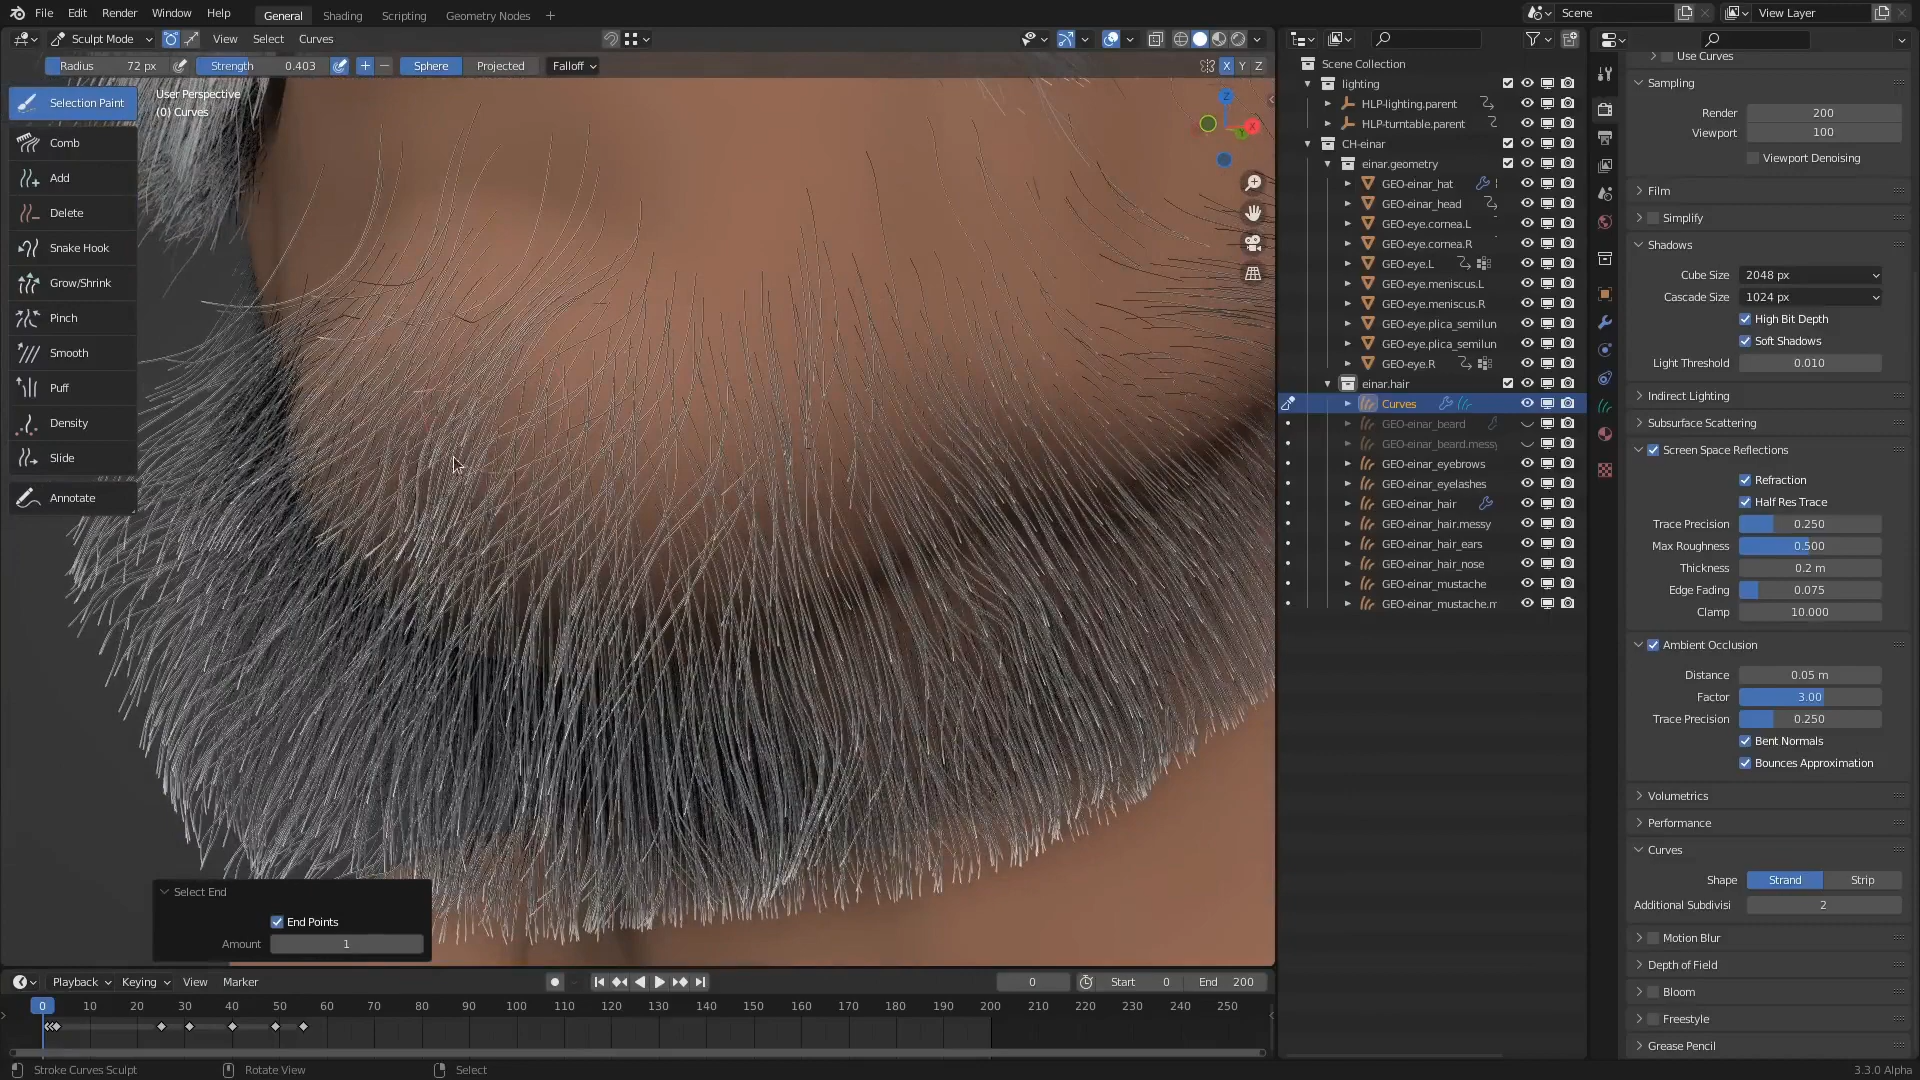 File Edit Render Window Help General Shading Scripting Geometry Nodes + Scene View Layer
Sculpt Mode View Select Curves
Radius 72 px Strength 0.403 + − Sphere Projected Falloff X Y Z
User Perspective
(0) Curves
Selection Paint
Comb
Add
Delete
Snake Hook
Grow/Shrink
Pinch
Smooth
Puff
Density
Slide
Annotate
Z
X
Y
Select End
End Points
Amount 1
Scene Collection
lighting
HLP-lighting.parent
HLP-turntable.parent
CH-einar
einar.geometry
GEO-einar_hat
GEO-einar_head
GEO-eye.cornea.L
GEO-eye.cornea.R
GEO-eye.L
GEO-eye.meniscus.L
GEO-eye.meniscus.R
GEO-eye.plica_semilun
GEO-eye.plica_semilun
GEO-eye.R
einar.hair
Curves
GEO-einar_beard
GEO-einar_beard.messy
GEO-einar_eyebrows
GEO-einar_eyelashes
GEO-einar_hair
GEO-einar_hair.messy
GEO-einar_hair_ears
GEO-einar_hair_nose
GEO-einar_mustache
GEO-einar_mustache.m
Use Curves
Sampling
Render 200
Viewport 100
Viewport Denoising
Film
Simplify
Shadows
Cube Size 2048 px
Cascade Size 1024 px
High Bit Depth
Soft Shadows
Light Threshold 0.010
Indirect Lighting
Subsurface Scattering
Screen Space Reflections
Refraction
Half Res Trace
Trace Precision 0.250
Max Roughness 0.500
Thickness 0.2 m
Edge Fading 0.075
Clamp 10.000
Ambient Occlusion
Distance 0.05 m
Factor 3.00
Trace Precision 0.250
Bent Normals
Bounces Approximation
Volumetrics
Performance
Curves
Shape Strand Strip
Additional Subdivisi 2
Motion Blur
Depth of Field
Bloom
Freestyle
Grease Pencil
Playback Keying View Marker 0 Start 0 End 200
0 10 20 30 40 50 60 70 80 90 100 110 120 130 140 150 160 170 180 190 200 210 220 230 240 250
Stroke Curves Sculpt Rotate View Select 3.3.0 Alpha